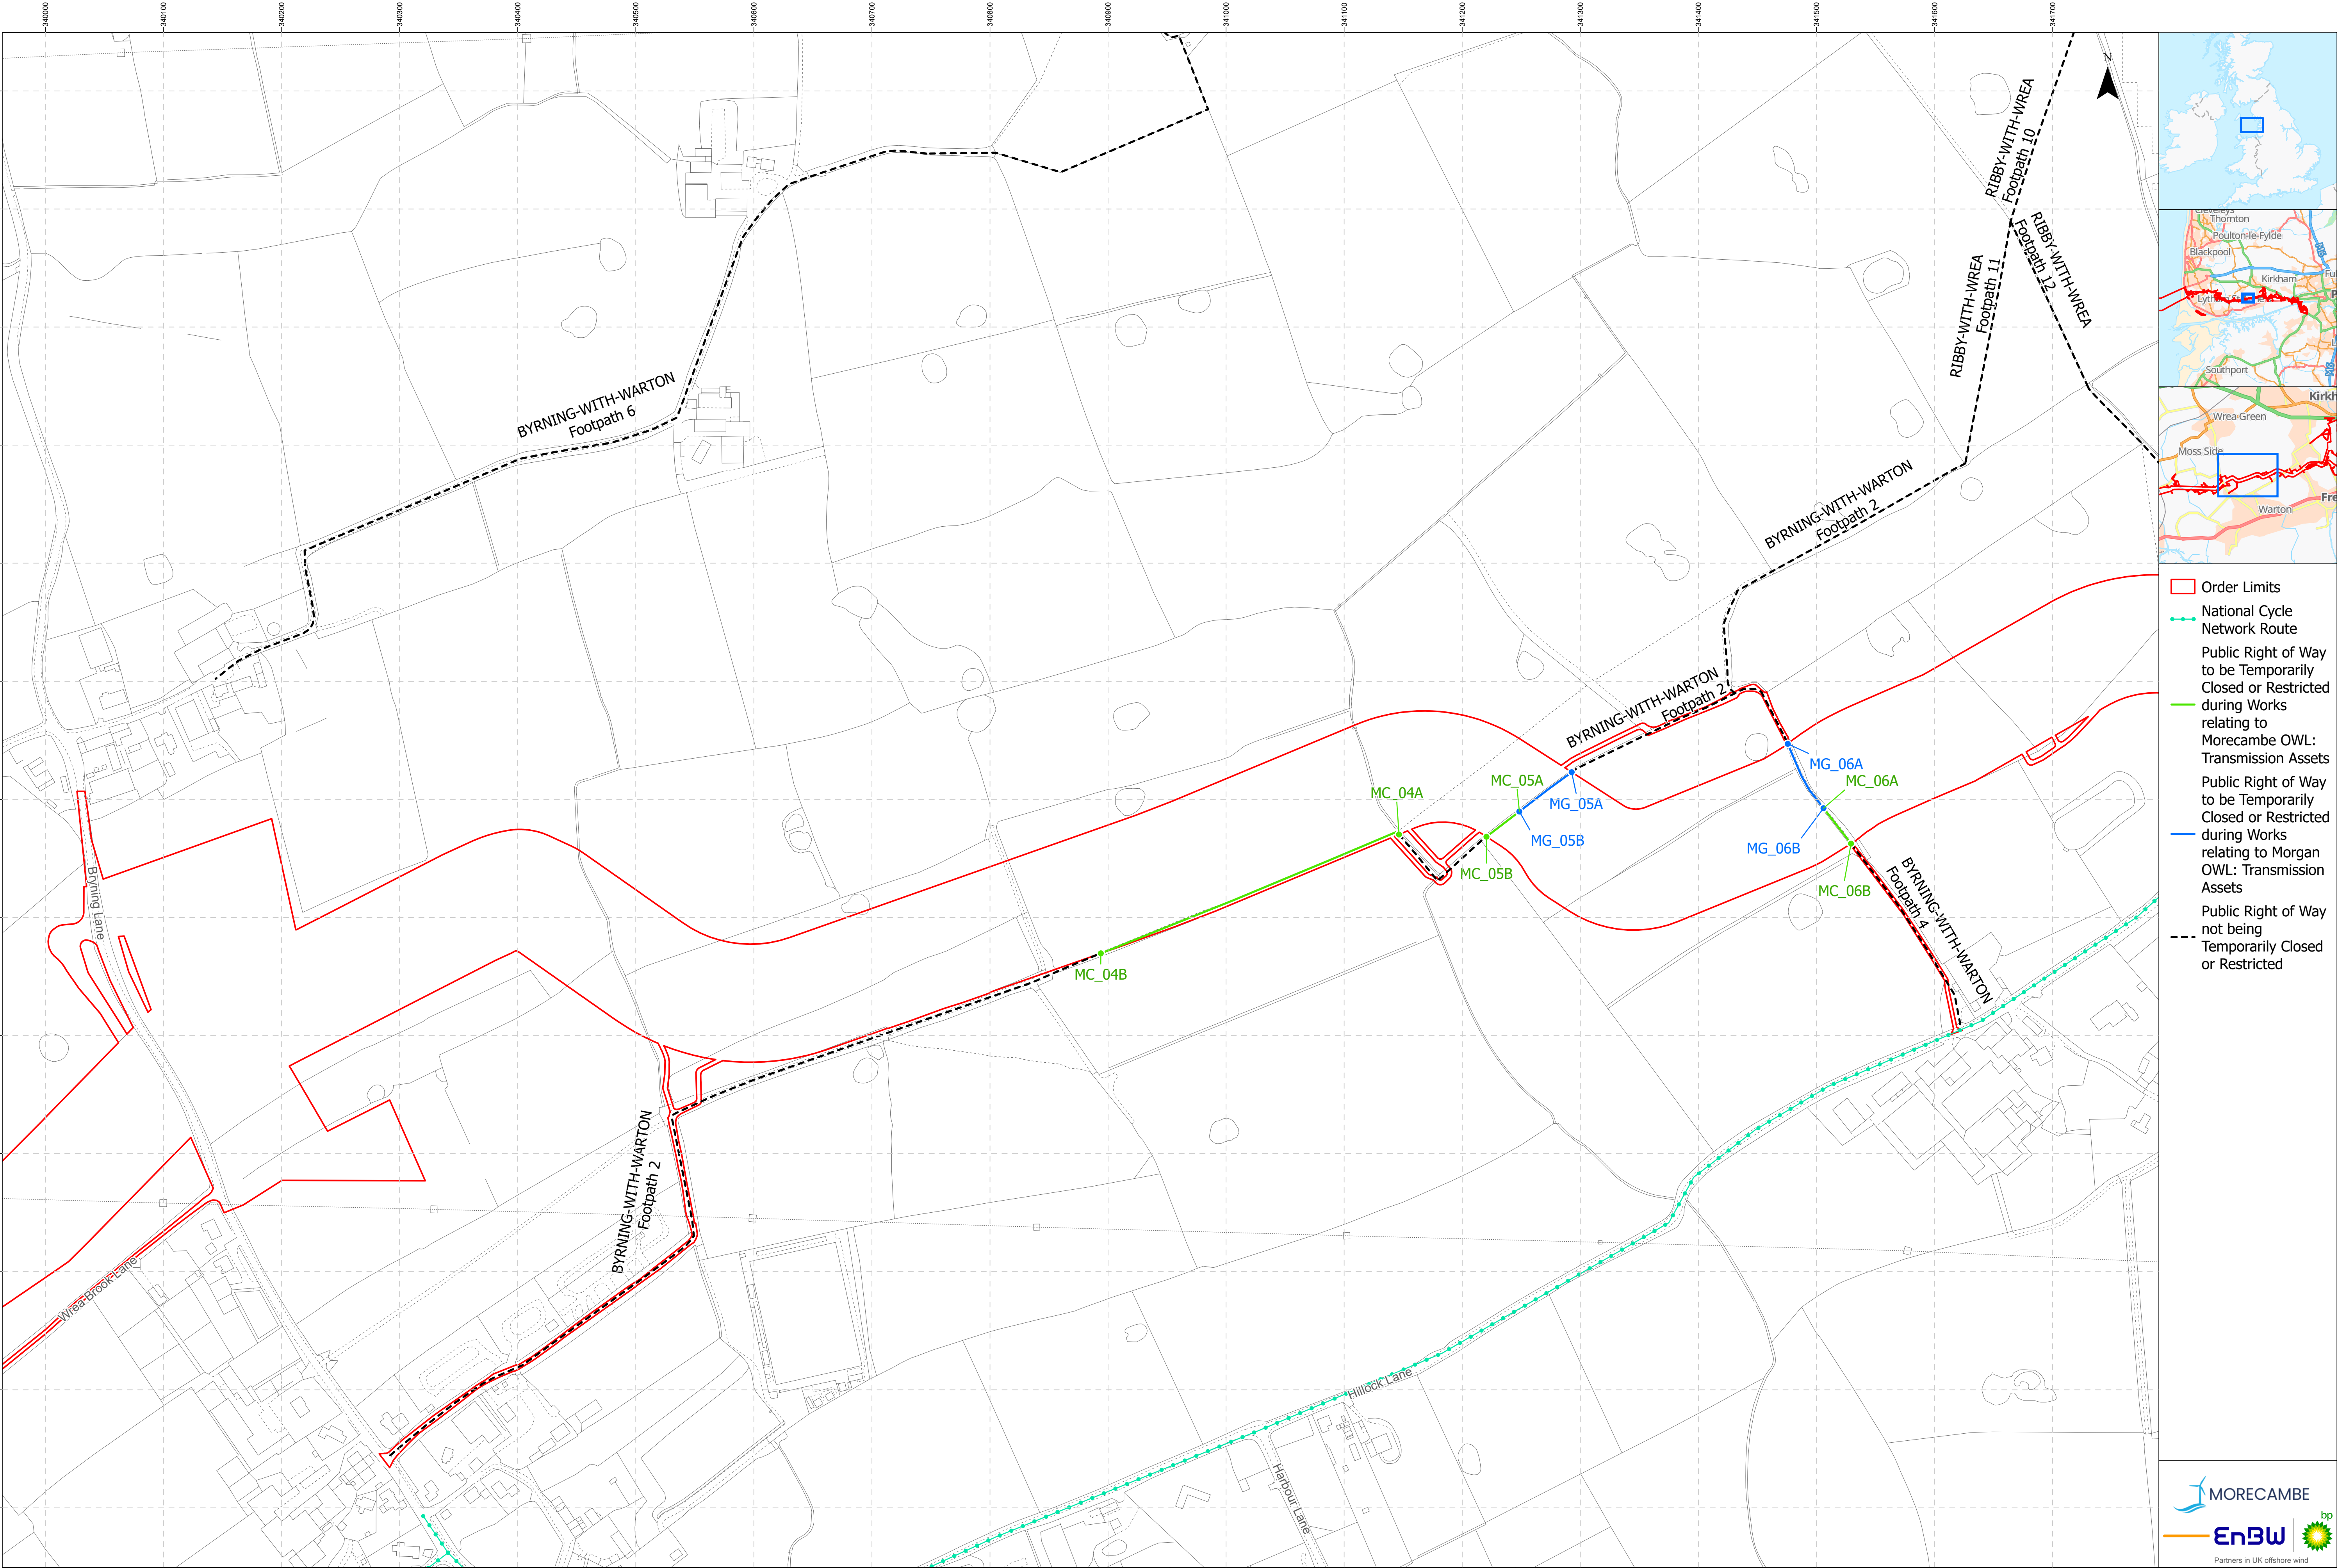 340000
340100
340200
340300
340400
340500
340600
340700
340800
340900
341000
341100
341200
341300
341400
341500
341600
341700
N
RIBBY-WITH-WREA
Footpath 10
RIBBY-WITH-WREA
Footpath 11
RIBBY-WITH-WREA
Footpath 12
BYRNING-WITH-WARTON
Footpath 6
BYRNING-WITH-WARTON
Footpath 2
BYRNING-WITH-WARTON
Footpath 2
MG_06A
MC_05A
MC_06A
MC_04A
MG_05A
MG_05B
MG_06B
MC_05B
MC_06B
BYRNING-WITH-WARTON
Footpath 4
MC_04B
Bryning Lane
BYRNING-WITH-WARTON
Footpath 2
Wrea-Brook-Lane
Hillock Lane
Harbour Lane
Cleveleys
Thornton
Poulton-le-Fylde
Blackpool
Kirkham
Ful
P
Lytham St
L
Southport
Kirkh
Wrea Green
Moss Side
Fre
Warton
Order Limits
National Cycle
Network Route
Public Right of Way
to be Temporarily
Closed or Restricted
during Works
relating to
Morecambe OWL:
Transmission Assets
Public Right of Way
to be Temporarily
Closed or Restricted
during Works
relating to Morgan
OWL: Transmission
Assets
Public Right of Way
not being
Temporarily Closed
or Restricted
MORECAMBE
EnBW
bp
Partners in UK offshore wind